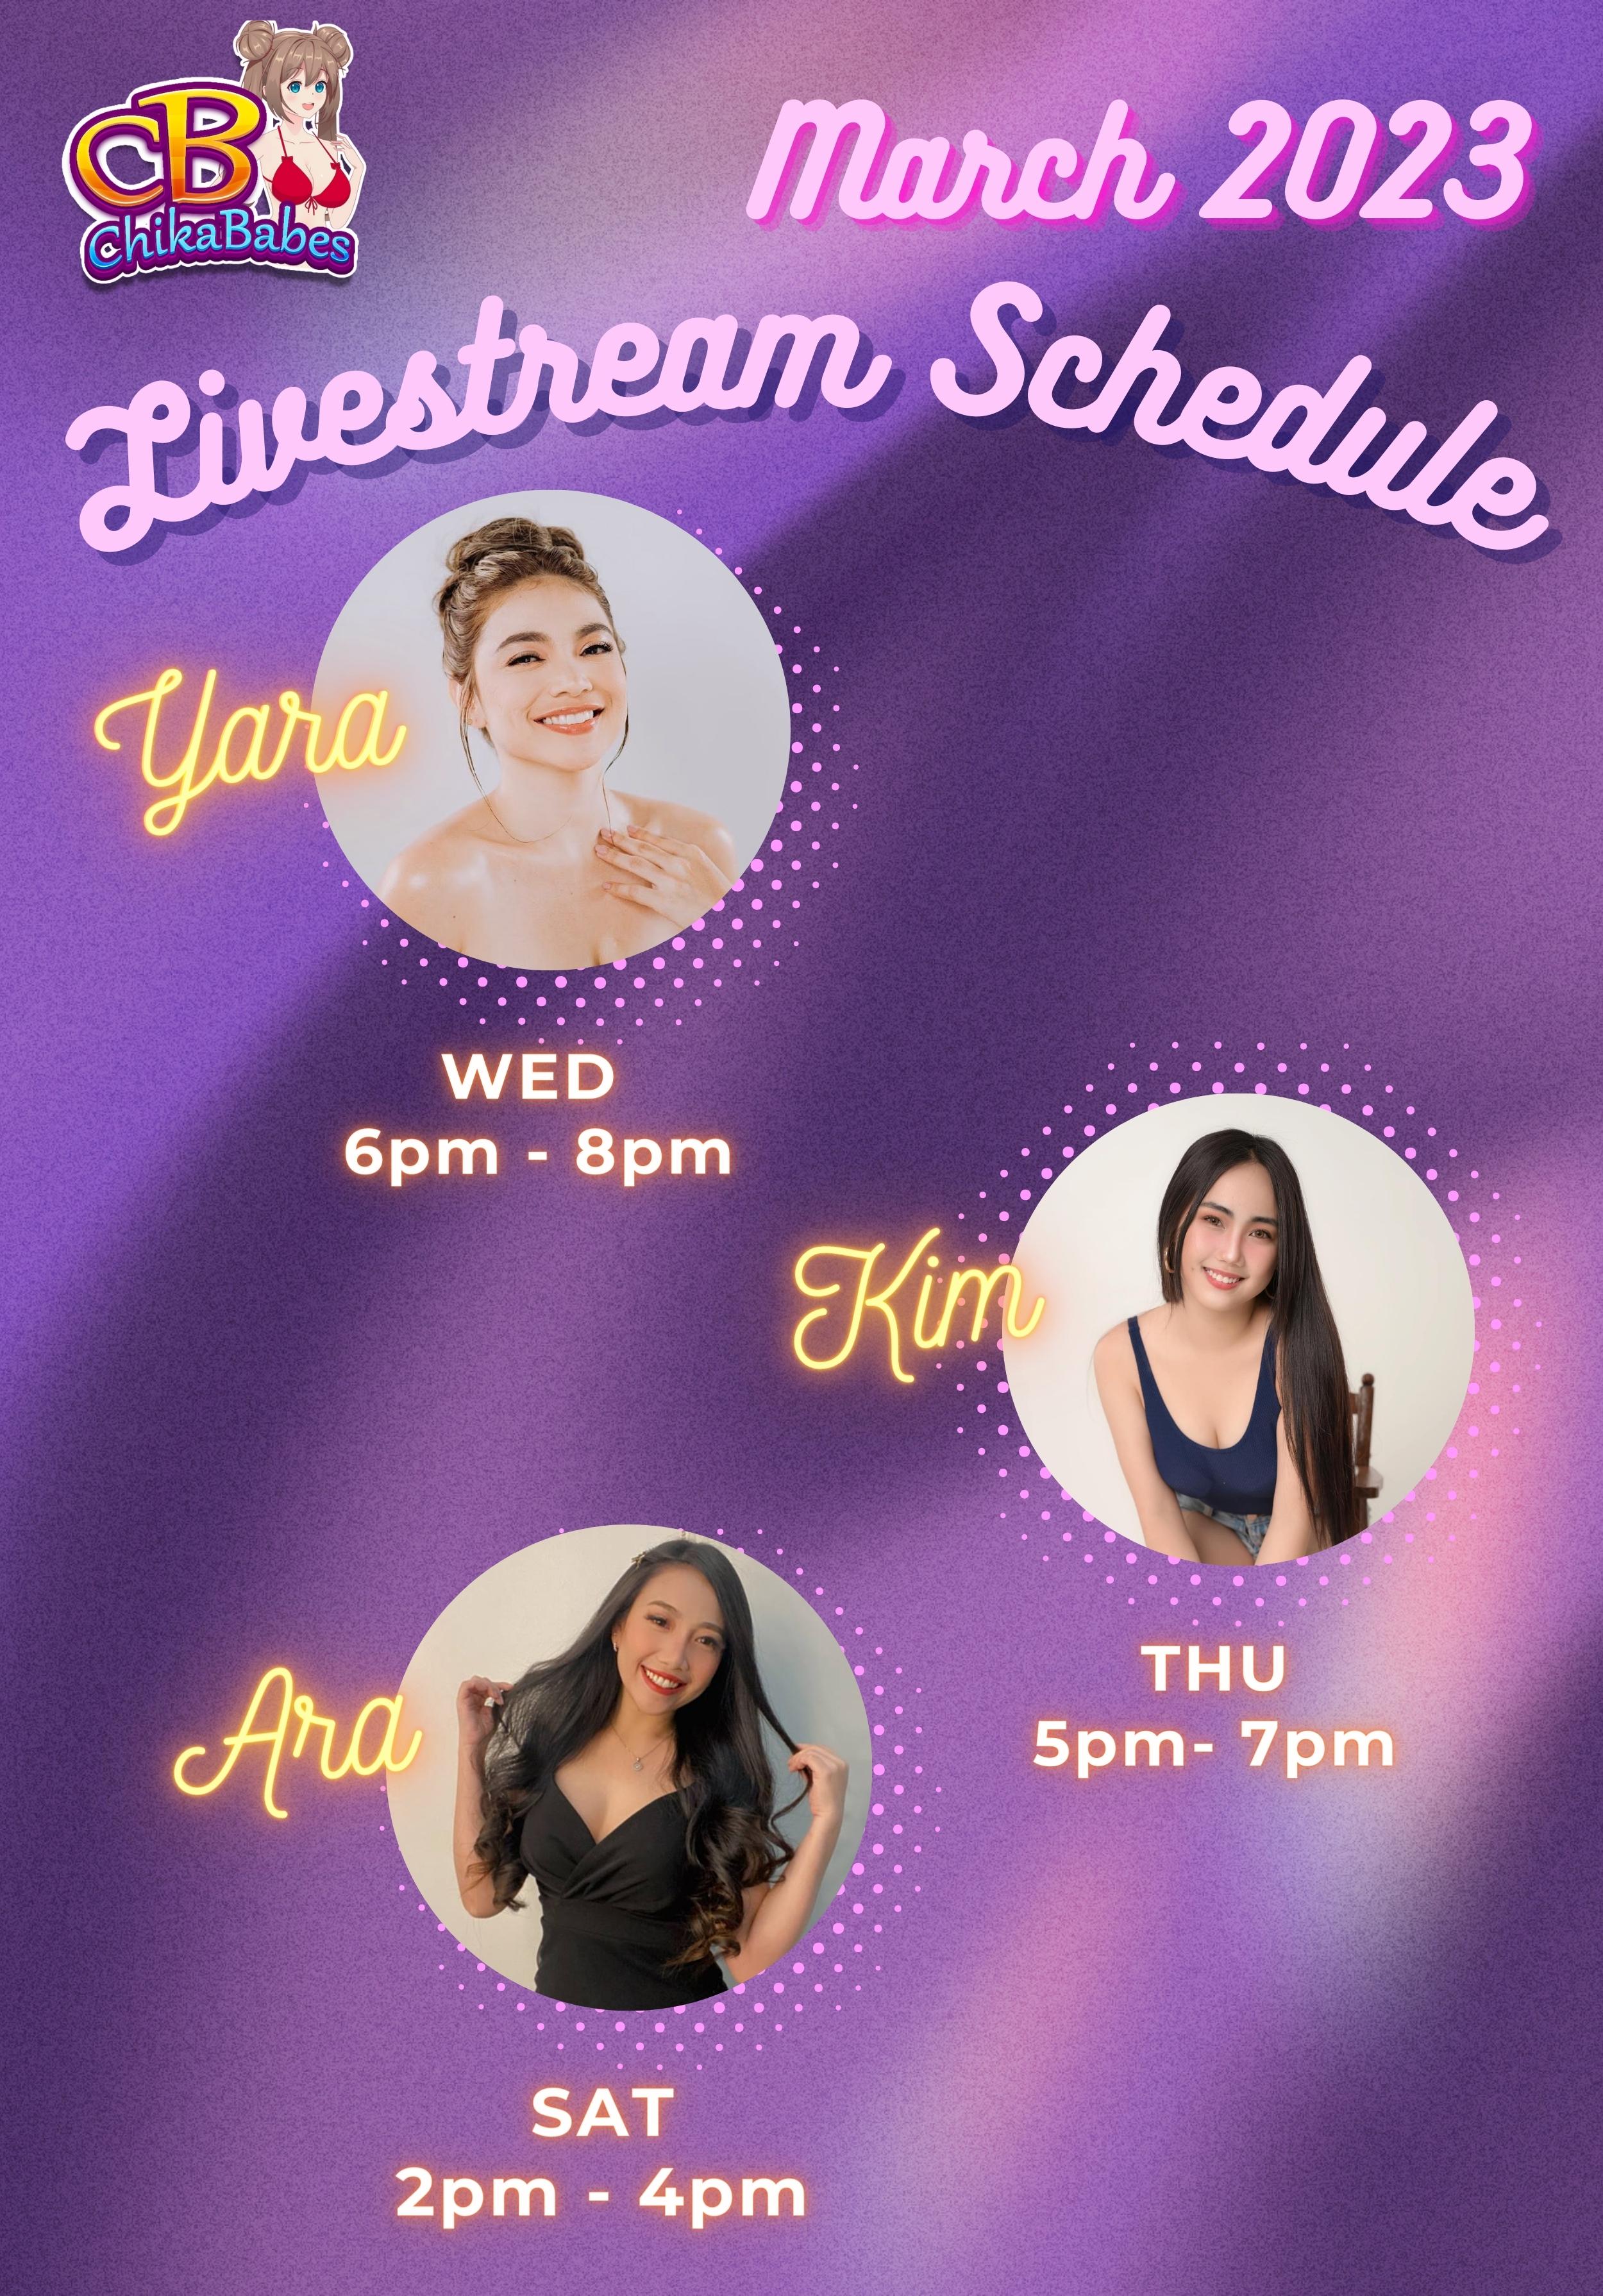 CB
ChikaBabes
March 2023
Livestream Schedule
Yara
WED
6pm - 8pm
Kim
THU
5pm- 7pm
Ara
SAT
2pm - 4pm